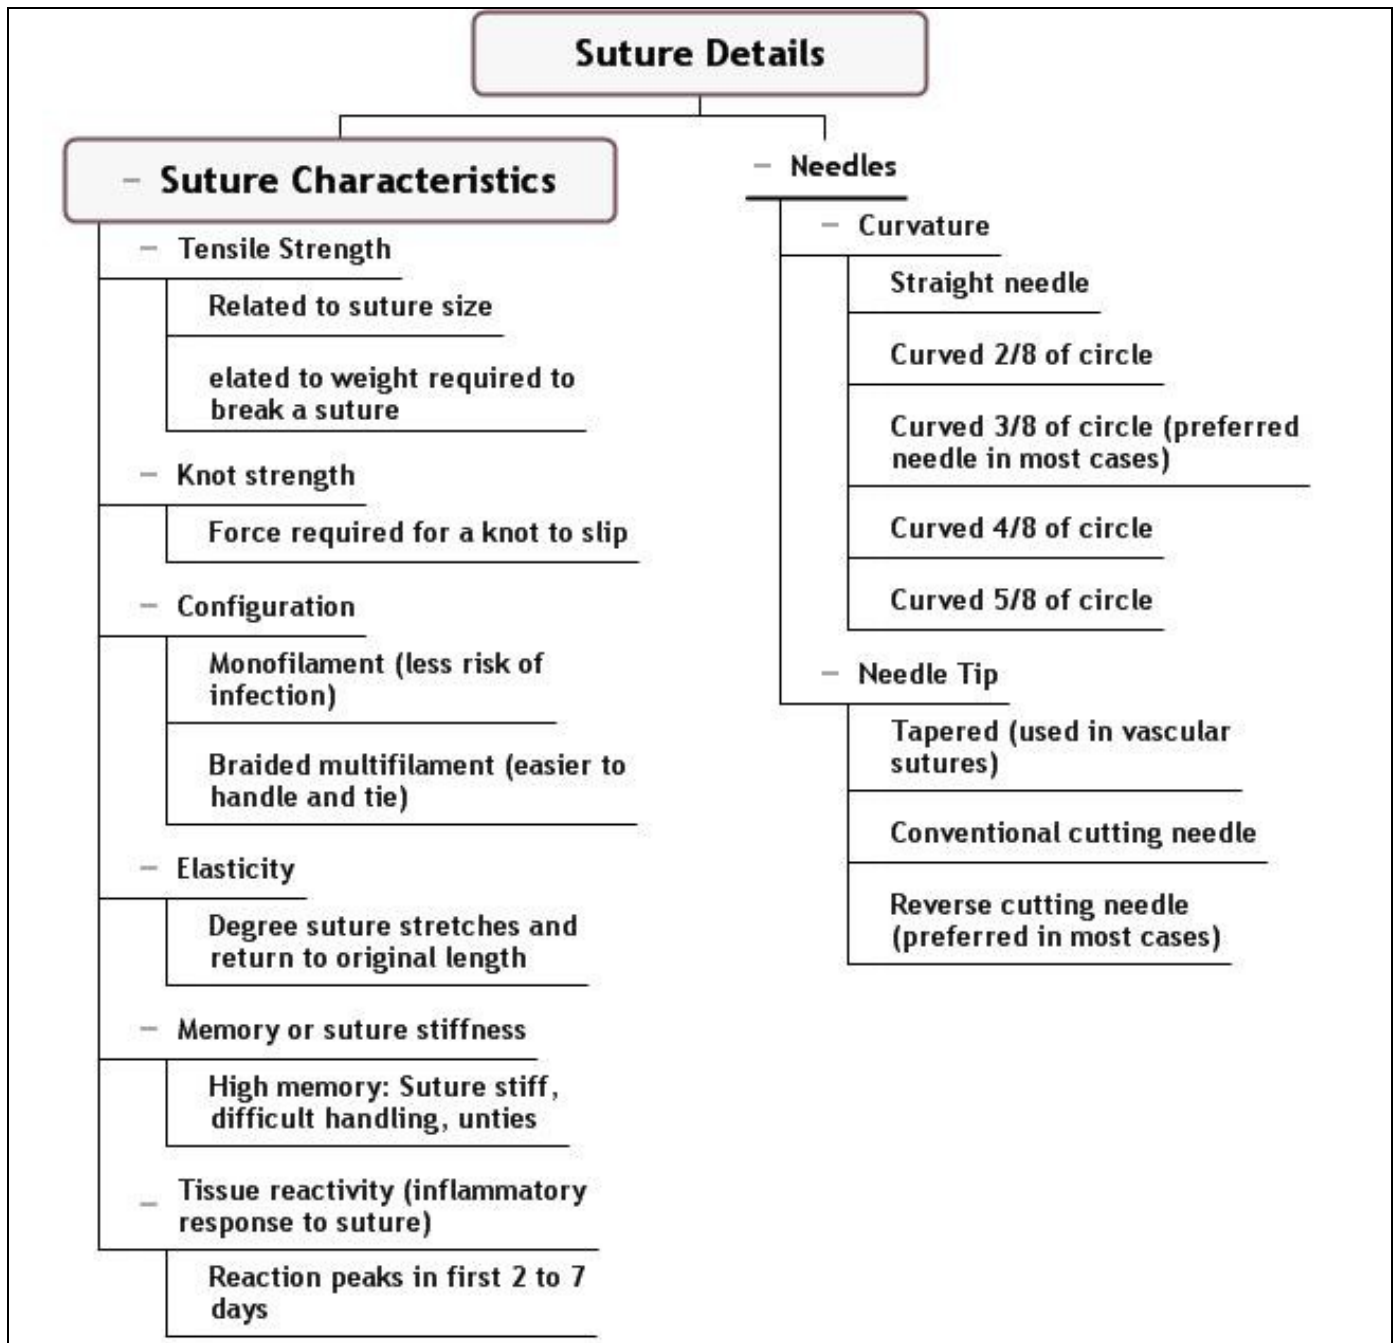 Suture Details
– Suture Characteristics
– Tensile Strength
Related to suture size
elated to weight required to
break a suture
– Knot strength
Force required for a knot to slip
– Configuration
Monofilament (less risk of
infection)
Braided multifilament (easier to
handle and tie)
– Elasticity
Degree suture stretches and
return to original length
– Memory or suture stiffness
High memory: Suture stiff,
difficult handling, unties
– Tissue reactivity (inflammatory
response to suture)
Reaction peaks in first 2 to 7
days
– Needles
– Curvature
Straight needle
Curved 2/8 of circle
Curved 3/8 of circle (preferred
needle in most cases)
Curved 4/8 of circle
Curved 5/8 of circle
– Needle Tip
Tapered (used in vascular
sutures)
Conventional cutting needle
Reverse cutting needle
(preferred in most cases)